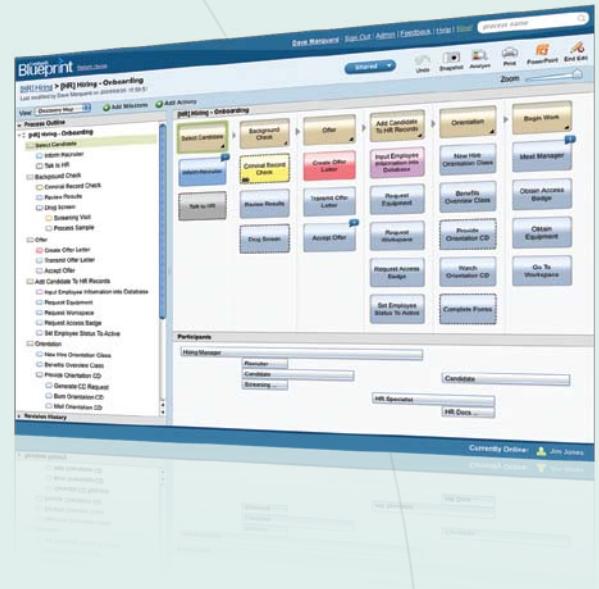 Dave Marquard | Sign Out | Admin | Feedback | Help | Blog!
process name
Blueprint
[HR] Hiring > [HR] Hiring - Onboarding
Shared
Undo
Snapshot
Analyze
Print
PowerPoint
End Edit
View: Discovery Map
Add Milestone
Add Activity
Zoom
Process Outline
[HR] Hiring - Onboarding
Select Candidate
Inform Recruiter
Talk to HR
Background Check
Criminal Record Check
Review Results
Drug Screen
Screening Visit
Process Sample
Offer
Create Offer Letter
Transmit Offer Letter
Accept Offer
Add Candidate To HR Records
Input Employee Information into Database
Request Equipment
Request Workspace
Request Access Badge
Set Employee Status To Active
Orientation
New Hire Orientation Class
Benefits Overview Class
Provide Orientation CD
Generate CD Request
Burn Orientation CD
Mail Orientation CD
Revision History
[HR] Hiring - Onboarding
Select Candidate
Inform Recruiter
Talk to HR
Background
Check
Criminal Record
Check
Review Results
Drug Screen
Offer
Create Offer
Letter
Transmit Offer
Letter
Accept Offer
Add Candidate
To HR Records
Input Employee
Information into
Database
Request
Equipment
Request
Workspace
Request Access
Badge
Set Employee
Status To Active
Orientation
New Hire
Orientation Class
Benefits
Overview Class
Provide
Orientation CD
Watch
Orientation CD
Complete Forms
Begin Work
Meet Manager
Obtain Access
Badge
Obtain
Equipment
Go To
Workspace
Participants
Hiring Manager
Recruiter
Candidate
Screening ...
HR Specialist
Candidate
HR Docs ...
Currently Online:
Jim Jones